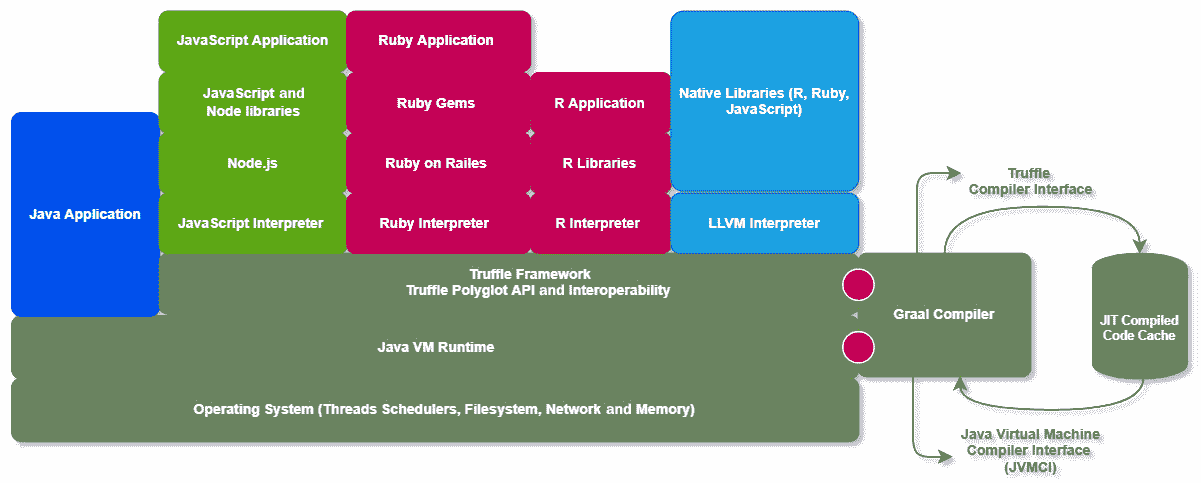 JavaScript Application
Ruby Application
JavaScript and
Node libraries
Ruby Gems
R Application
Native Libraries (R, Ruby,
JavaScript)
Node.js
Ruby on Railes
R Libraries
Java Application
JavaScript Interpreter
Ruby Interpreter
R Interpreter
LLVM Interpreter
Truffle
Compiler Interface
Truffle Framework
Truffle Polyglot API and Interoperability
Graal Compiler
JIT Compiled
Code Cache
Java VM Runtime
Operating System (Threads Schedulers, Filesystem, Network and Memory)
Java Virtual Machine
Compiler Interface
(JVMCI)